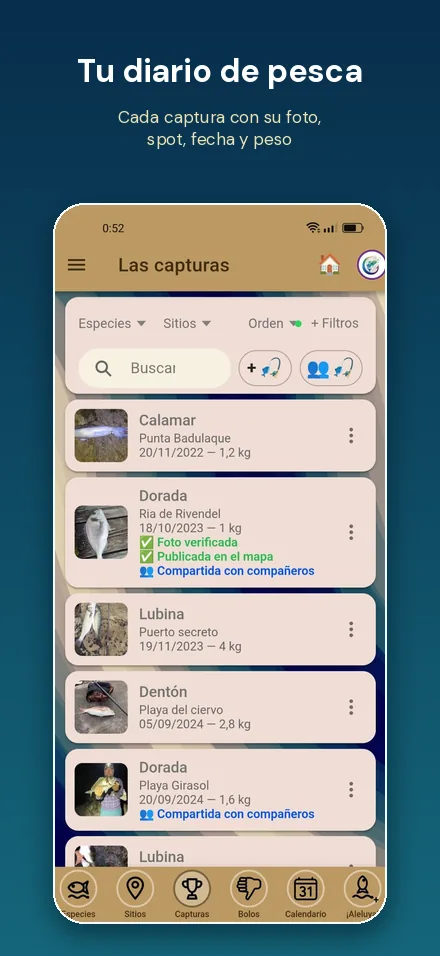 Tu diario de pesca
Cada captura con su foto,
spot, fecha y peso
0:52
Las capturas
Especies Sitios Orden + Filtros
Buscar +
Calamar
Punta Badulaque
20/11/2022 — 1,2 kg
Dorada
Ria de Rivendel
18/10/2023 — 1 kg
✅ Foto verificada
✅ Publicada en el mapa
👥 Compartida con compañeros
Lubina
Puerto secreto
19/11/2023 — 4 kg
Dentón
Playa del ciervo
05/09/2024 — 2,8 kg
Dorada
Playa Girasol
20/09/2024 — 1,6 kg
👥 Compartida con compañeros
Lubina
31
Especies Sitios Capturas Bolos Calendario ¡Aleluya